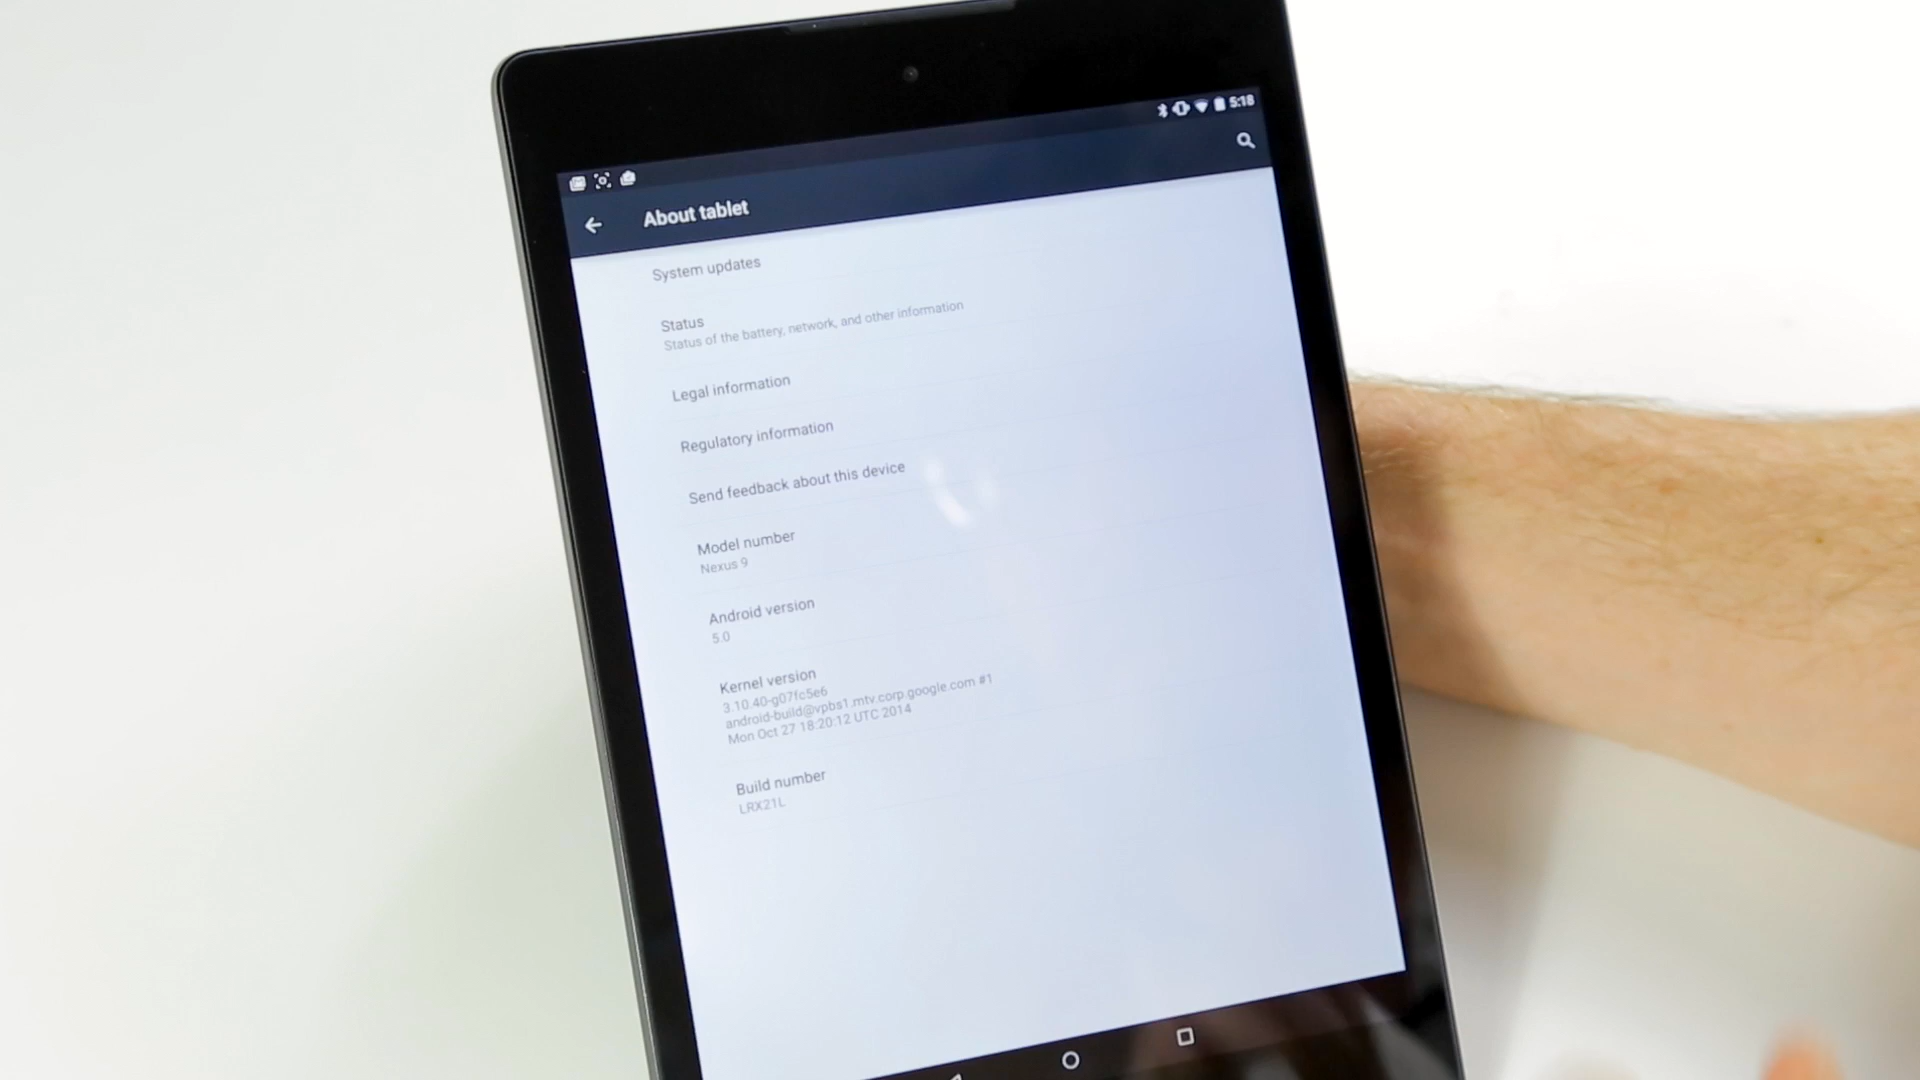 5:18
About tablet
System updates
Status
Status of the battery, network, and other information
Legal information
Regulatory information
Send feedback about this device
Model number
Nexus 9
Android version
5.0
Kernel version
3.10.40-g07fc5e6
android-build@vpbs1.mtv.corp.google.com #1
Mon Oct 27 18:20:12 UTC 2014
Build number
LRX21L